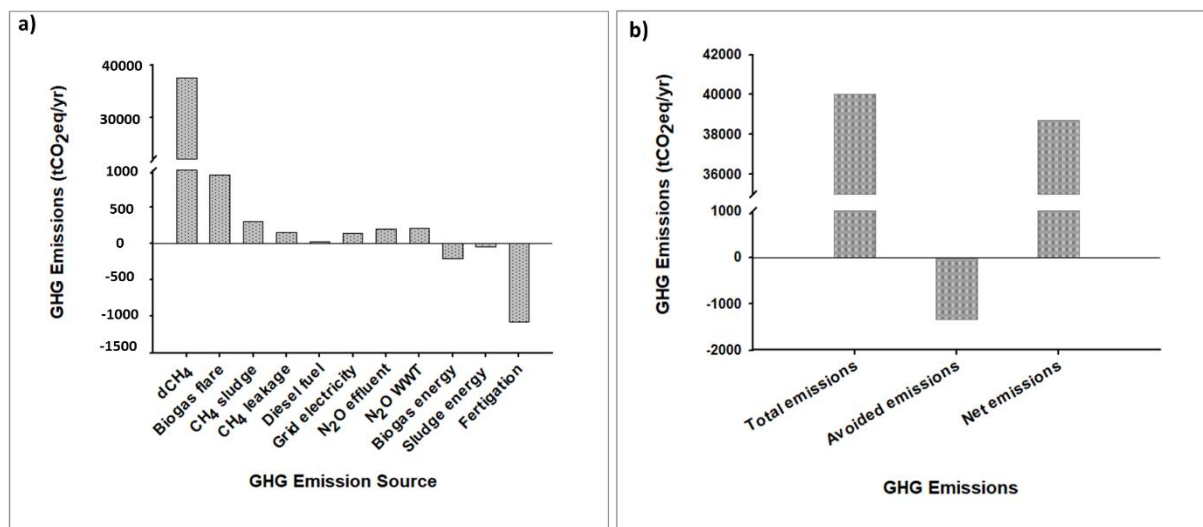 a)
GHG Emissions (tCO₂eq/yr)
40000
30000
1000
500
0
-500
-1000
-1500
dCH₄
Biogas flare
CH₄ sludge
CH₄ leakage
Diesel fuel
Grid electricity
N₂O effluent
N₂O WWT
Biogas energy
Sludge energy
Fertigation
GHG Emission Source
b)
GHG Emissions (tCO₂eq/yr)
42000
40000
38000
36000
1000
0
-1000
-2000
Total emissions
Avoided emissions
Net emissions
GHG Emissions